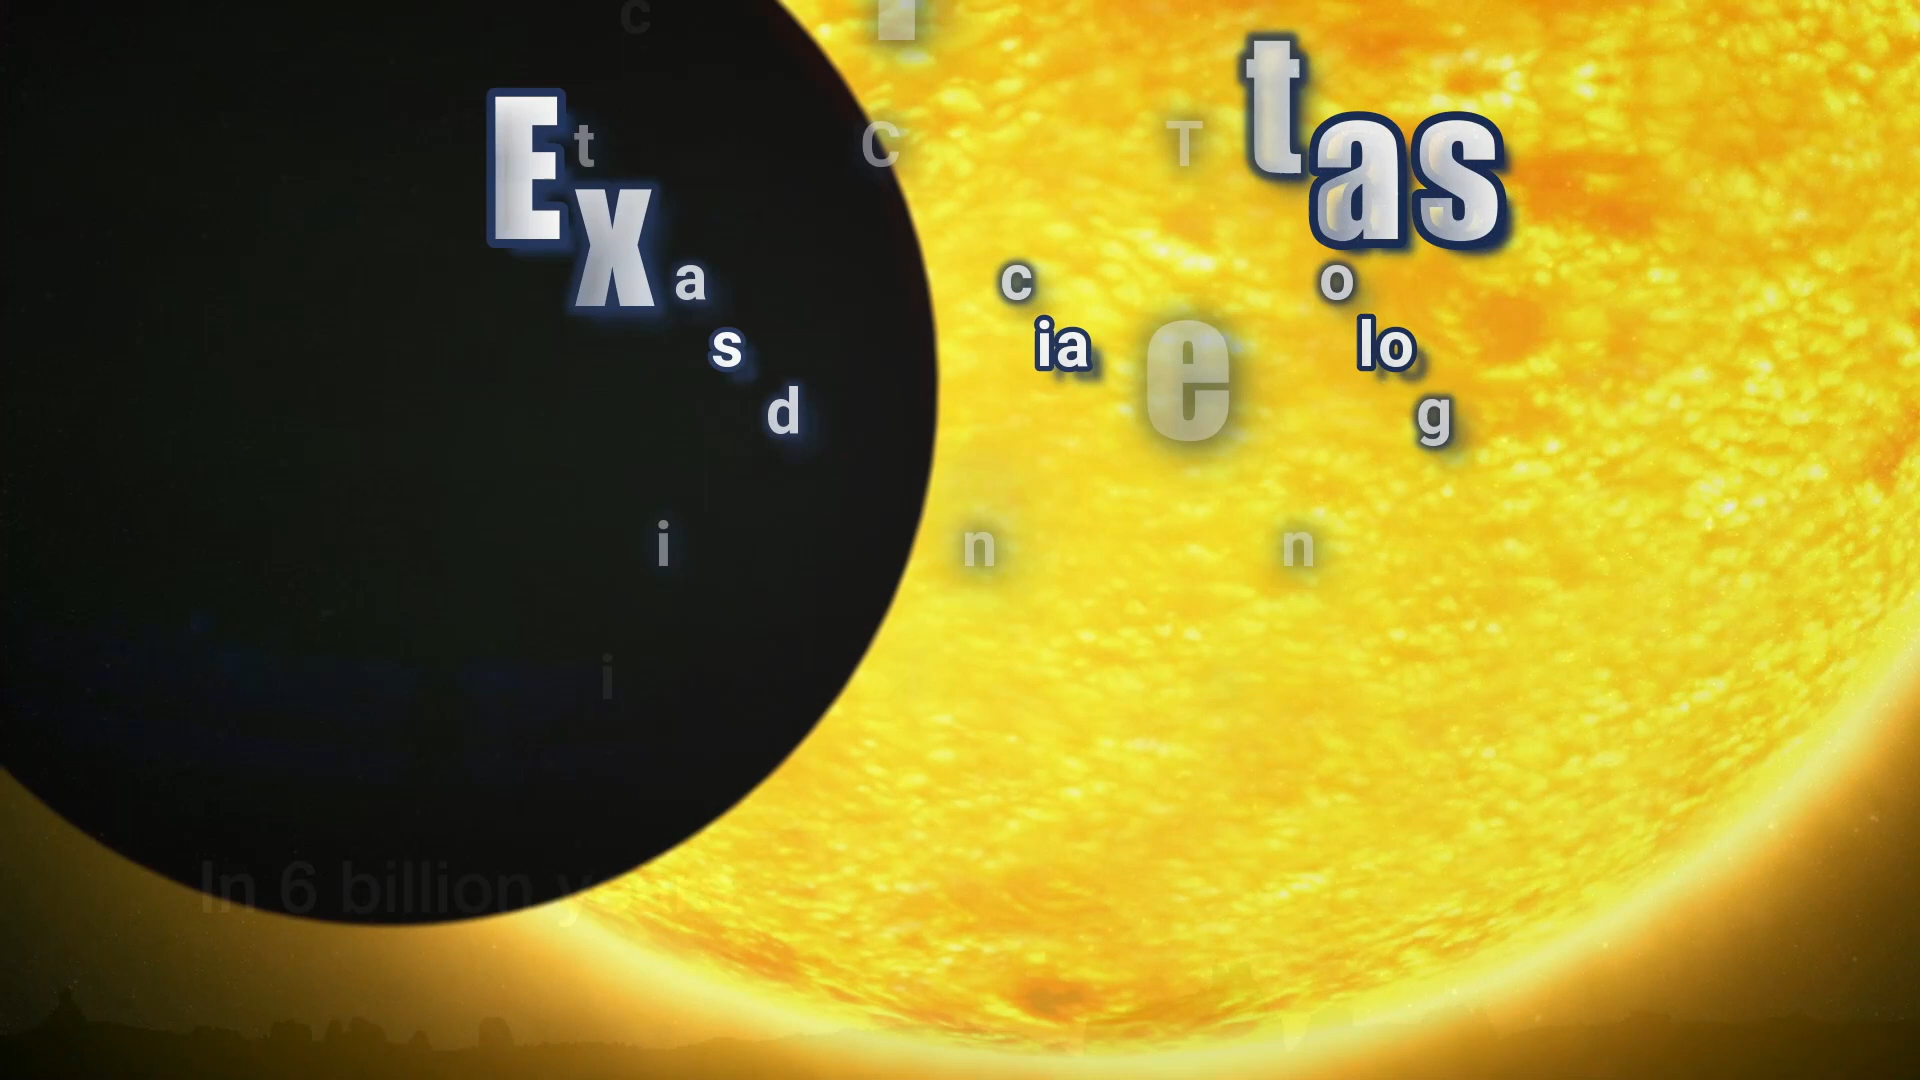 c
E t C T t as
x a c o
s ia e lo
d g
i n n
i
In 6 billion